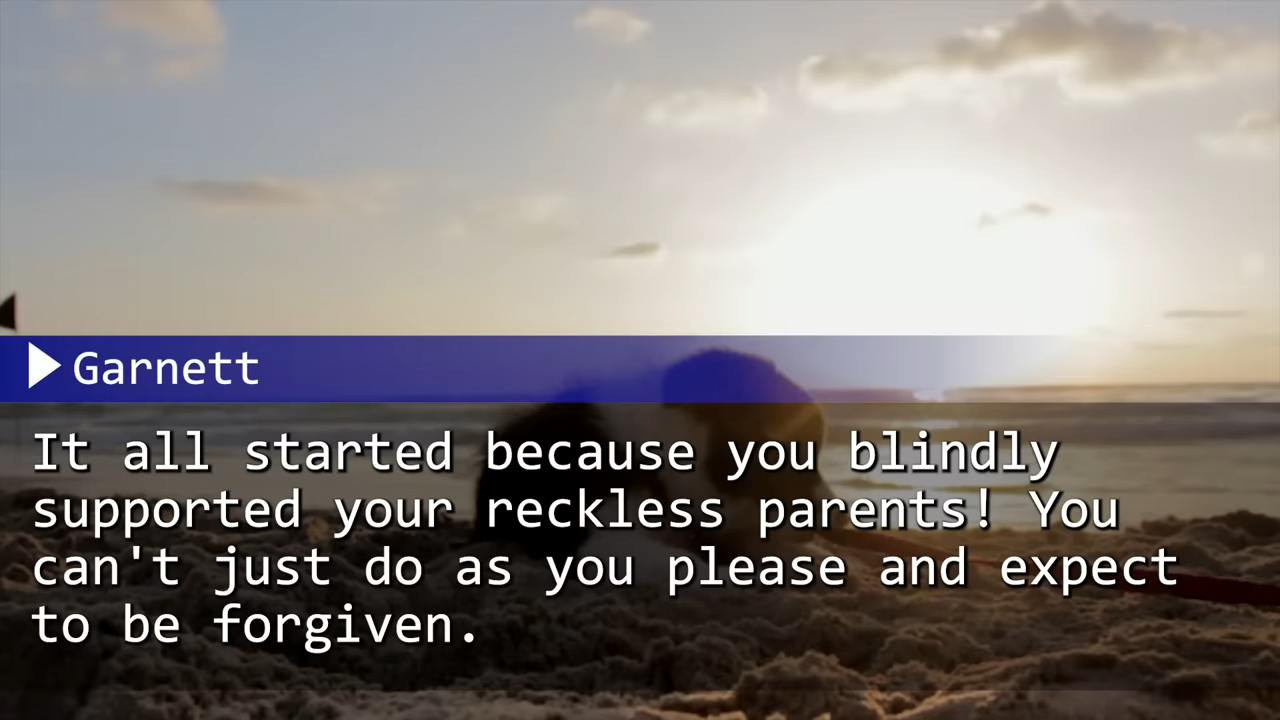 Garnett
It all started because you blindly
supported your reckless parents! You
can't just do as you please and expect
to be forgiven.